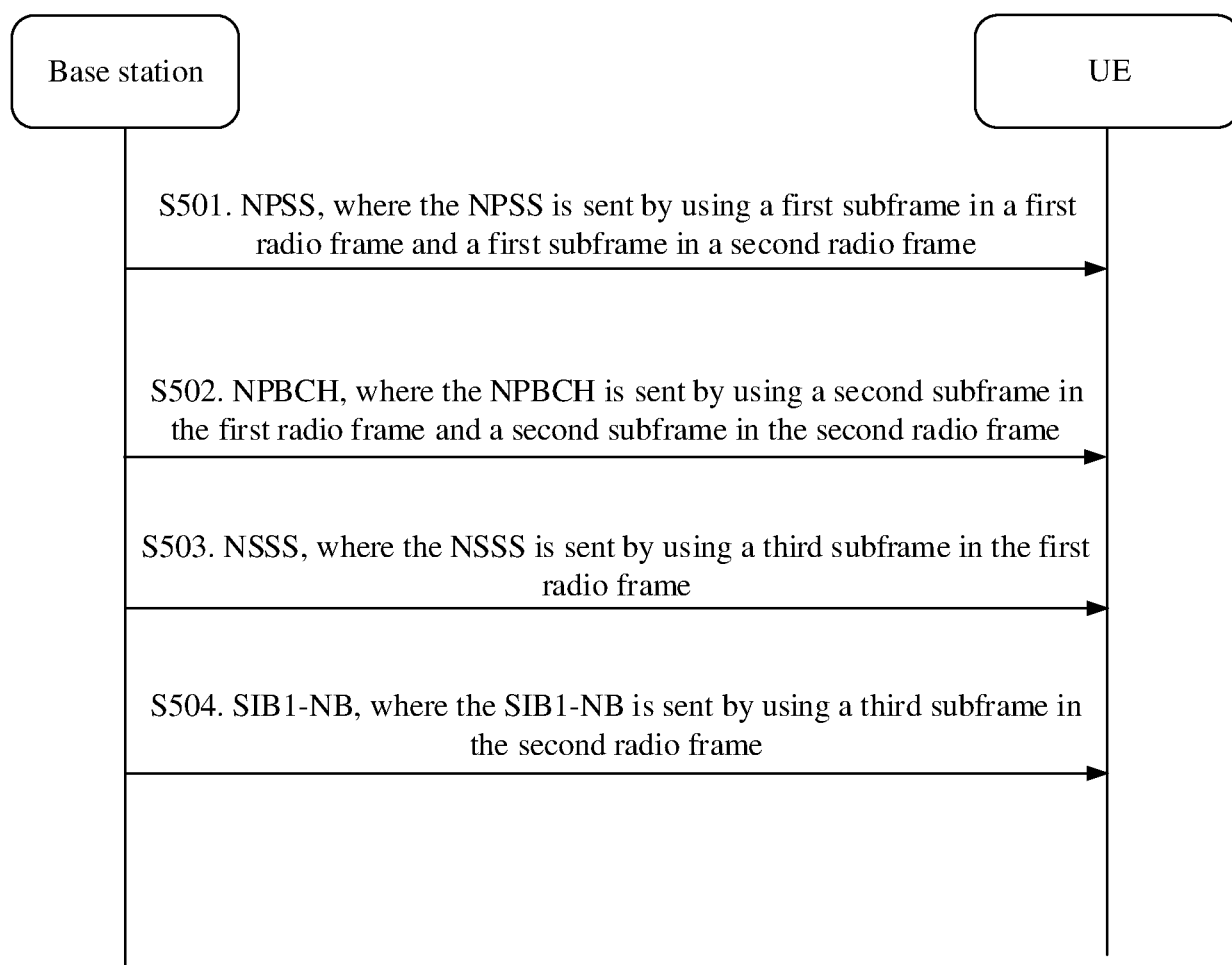 Base station
UE
S501. NPSS, where the NPSS is sent by using a first subframe in a first
radio frame and a first subframe in a second radio frame
S502. NPBCH, where the NPBCH is sent by using a second subframe in
the first radio frame and a second subframe in the second radio frame
S503. NSSS, where the NSSS is sent by using a third subframe in the first
radio frame
S504. SIB1-NB, where the SIB1-NB is sent by using a third subframe in
the second radio frame